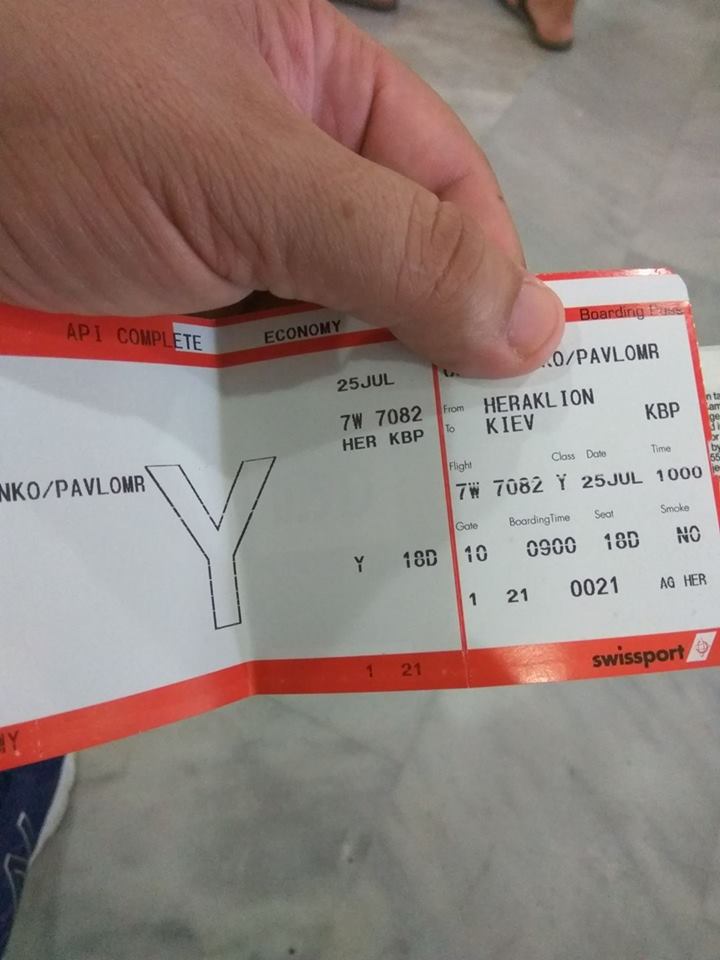 API COMPLETE
ECONOMY
25JUL
7W 7082
HER KBP
NKO/PAVLOMR
Y
Y 18D
1 21
Boarding Pass
KO/PAVLOMR
From HERAKLION
To KIEV KBP
Flight Class Date Time
7W 7082 Y 25JUL 1000
Gate BoardingTime Seat Smoke
10 0900 18D NO
1 21 0021 AG HER
swissport